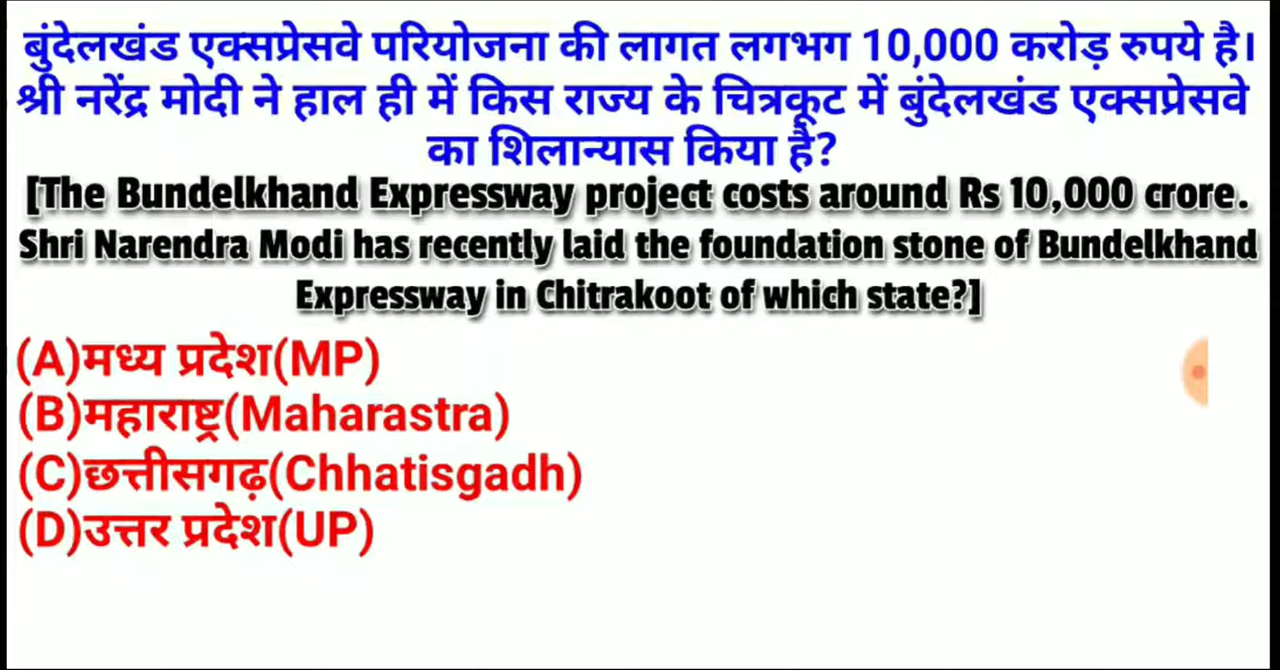 बुंदेलखंड एक्सप्रेसवे परियोजना की लागत लगभग 10,000 करोड़ रुपये है।
श्री नरेंद्र मोदी ने हाल ही में किस राज्य के चित्रकूट में बुंदेलखंड एक्सप्रेसवे
का शिलान्यास किया है?
[The Bundelkhand Expressway project costs around Rs 10,000 crore.
Shri Narendra Modi has recently laid the foundation stone of Bundelkhand
Expressway in Chitrakoot of which state?]
(A)मध्य प्रदेश(MP)
(B)महाराष्ट्र(Maharastra)
(C)छत्तीसगढ़(Chhatisgadh)
(D)उत्तर प्रदेश(UP)